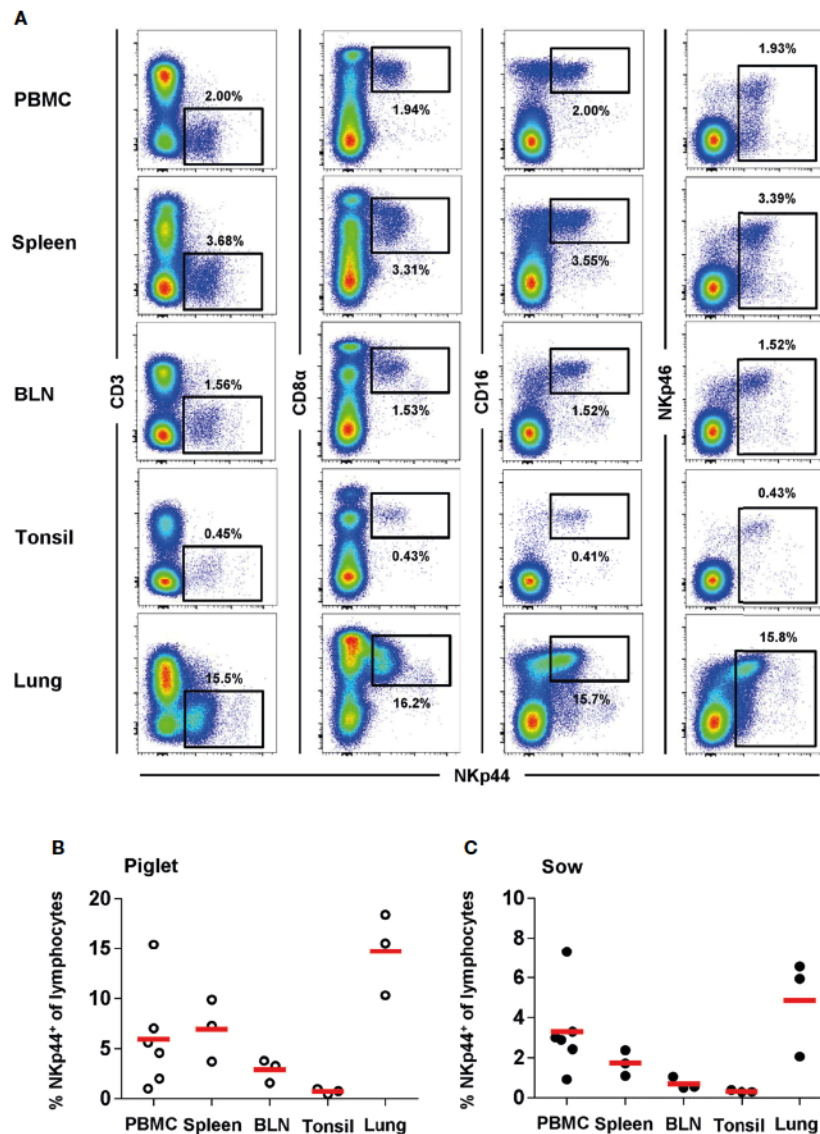 A
PBMC
2.00%
1.94%
2.00%
1.93%
Spleen
3.68%
3.31%
3.55%
3.39%
BLN
1.56%
1.53%
1.52%
1.52%
Tonsil
0.45%
0.43%
0.41%
0.43%
Lung
15.5%
16.2%
15.7%
15.8%
CD3
CD8α
CD16
NKp46
NKp44
B
Piglet
% NKp44⁺ of lymphocytes
20
15
10
5
0
PBMC Spleen BLN Tonsil Lung
C
Sow
% NKp44⁺ of lymphocytes
10
8
6
4
2
0
PBMC Spleen BLN Tonsil Lung